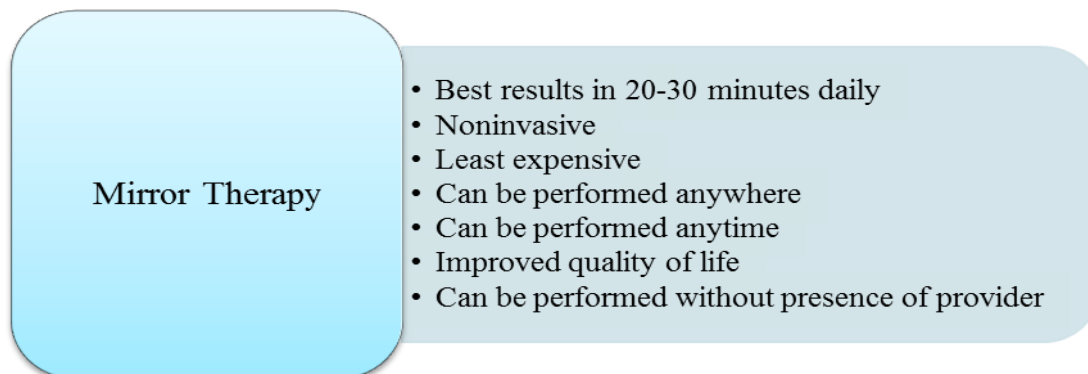 Mirror Therapy
• Best results in 20-30 minutes daily
• Noninvasive
• Least expensive
• Can be performed anywhere
• Can be performed anytime
• Improved quality of life
• Can be performed without presence of provider